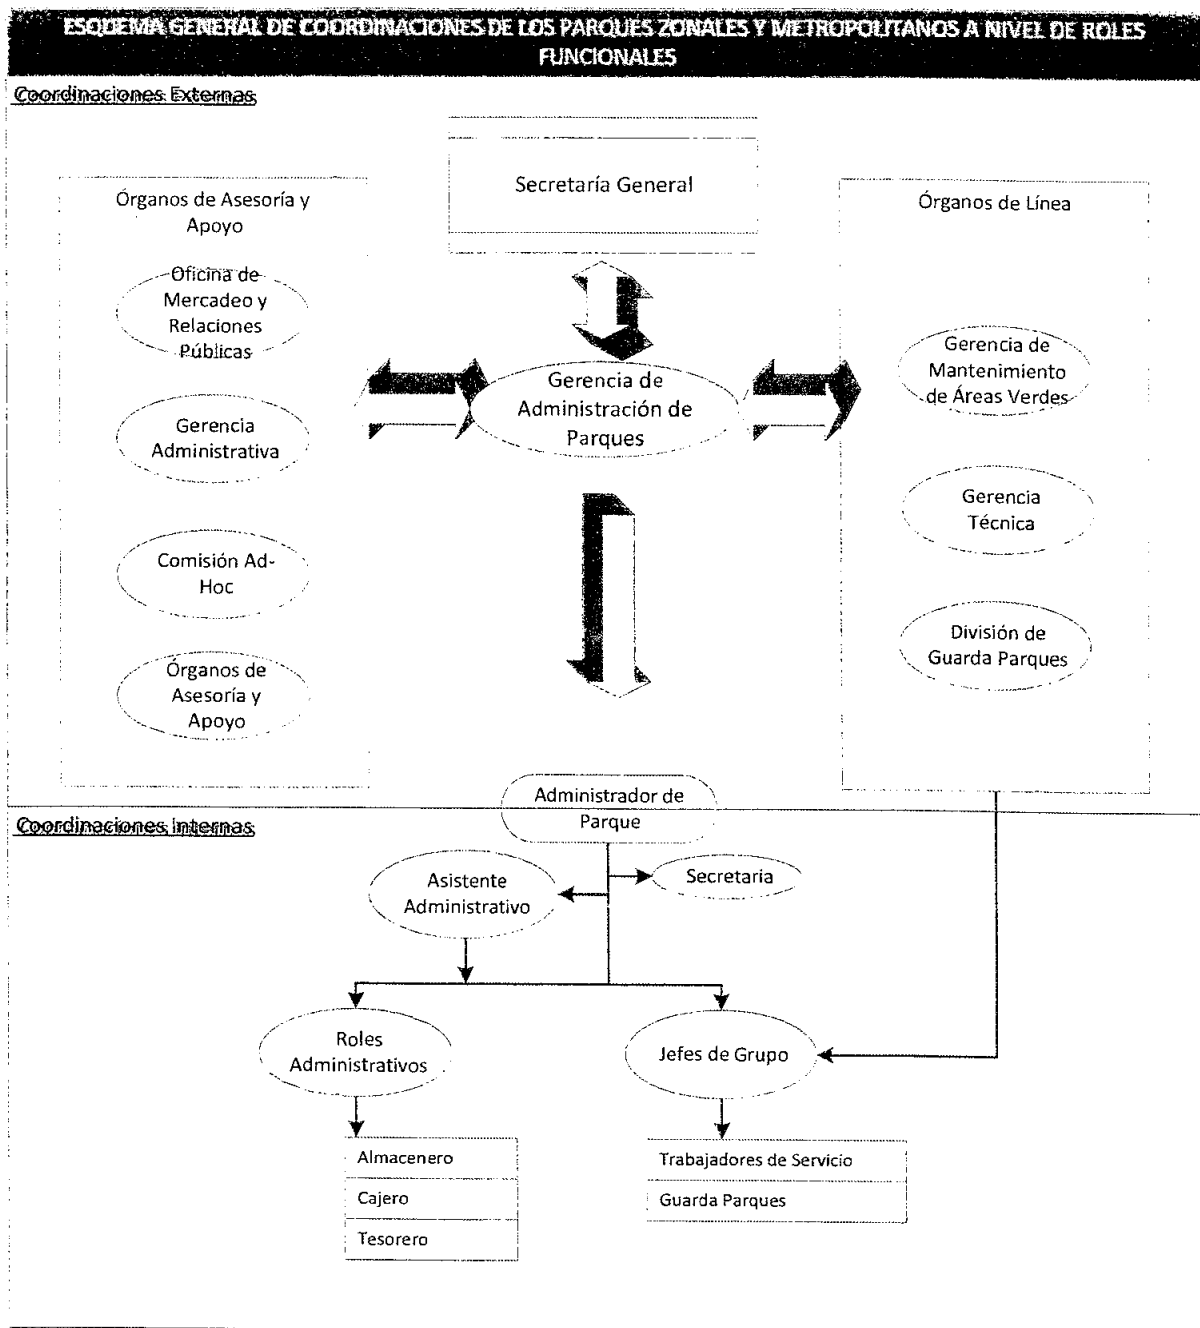 ESQUEMA GENERAL DE COORDINACIONES DE LOS PARQUES ZONALES Y METROPOLITANOS A NIVEL DE ROLES
FUNCIONALES
Coordinaciones Externas
Secretaría General
Órganos de Asesoría y
Apoyo
Oficina de
Mercadeo y
Relaciones
Públicas
Gerencia
Administrativa
Comisión Ad-
Hoc
Órganos de
Asesoría y
Apoyo
Gerencia de
Administración de
Parques
Órganos de Línea
Gerencia de
Mantenimiento
de Áreas Verdes
Gerencia
Técnica
División de
Guarda Parques
Administrador de
Parque
Coordinaciones Internas
Asistente
Administrativo
Secretaria
Roles
Administrativos
Jefes de Grupo
Almacenero
Cajero
Tesorero
Trabajadores de Servicio
Guarda Parques